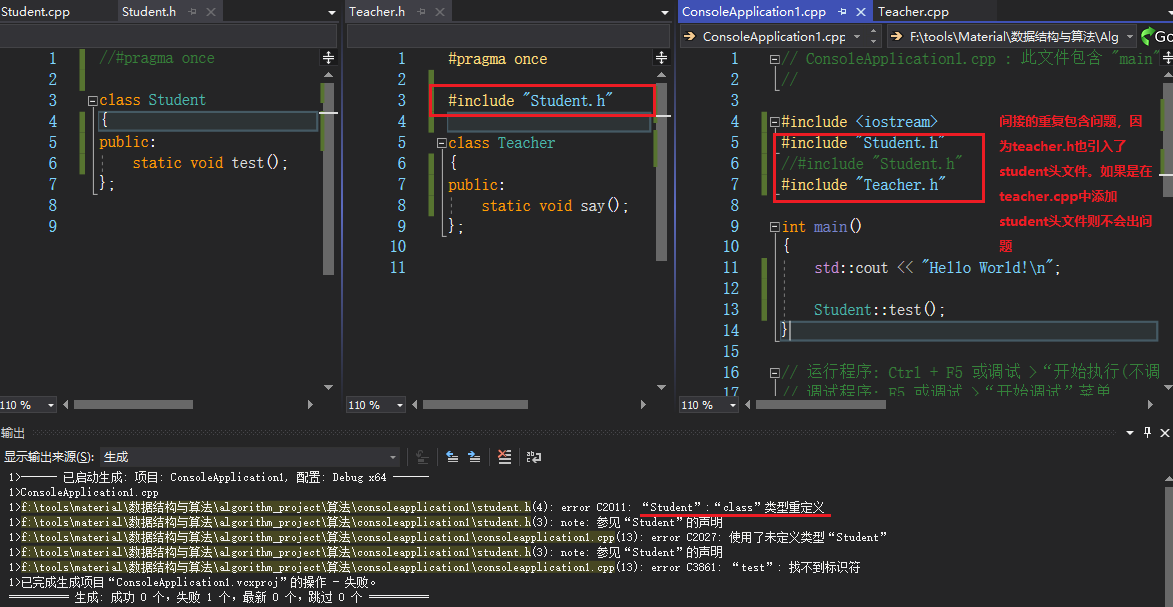 Student.cpp
Student.h
Teacher.h
ConsoleApplication1.cpp
Teacher.cpp
ConsoleApplication1.cpp
F:\tools\Material\数据结构与算法\Alg
Go
1 //#pragma once
2
3 class Student
4 {
5 public:
6 static void test();
7 };
8
9
1 #pragma once
2
3 #include "Student.h"
4
5 class Teacher
6 {
7 public:
8 static void say();
9 };
10
11
1 // ConsoleApplication1.cpp : 此文件包含 "main"
2 //
3
4 #include <iostream>
5 #include "Student.h"
6 //#include "Student.h"
7 #include "Teacher.h"
8
9 int main()
10 {
11 std::cout << "Hello World!\n";
12
13 Student::test();
14 }
15
16 // 运行程序: Ctrl + F5 或调试 >“开始执行(不调
17 // 调试程序: F5 或调试 >“开始调试”菜单
间接的重复包含问题，因
为teacher.h也引入了
student头文件。如果是在
teacher.cpp中添加
student头文件则不会出问
题
110 %
110 %
110 %
输出
显示输出来源(S): 生成
1>------ 已启动生成: 项目: ConsoleApplication1, 配置: Debug x64 ------
1>ConsoleApplication1.cpp
1>f:\tools\material\数据结构与算法\algorithm_project\算法\consoleapplication1\student.h(4): error C2011: “Student”:“class”类型重定义
1>f:\tools\material\数据结构与算法\algorithm_project\算法\consoleapplication1\student.h(3): note: 参见“Student”的声明
1>f:\tools\material\数据结构与算法\algorithm_project\算法\consoleapplication1\consoleapplication1.cpp(13): error C2027: 使用了未定义类型“Student”
1>f:\tools\material\数据结构与算法\algorithm_project\算法\consoleapplication1\student.h(3): note: 参见“Student”的声明
1>f:\tools\material\数据结构与算法\algorithm_project\算法\consoleapplication1\consoleapplication1.cpp(13): error C3861: “test”: 找不到标识符
1>已完成生成项目“ConsoleApplication1.vcxproj”的操作 - 失败。
========== 生成: 成功 0 个，失败 1 个，最新 0 个，跳过 0 个 ==========